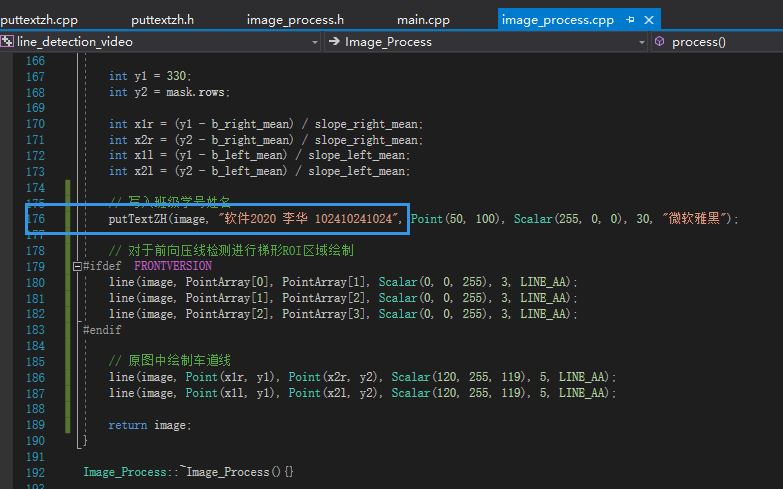 puttextzh.cpp puttextzh.h image_process.h main.cpp image_process.cpp
line_detection_video Image_Process process()
166
167 int y1 = 330;
168 int y2 = mask.rows;
169
170 int x1r = (y1 - b_right_mean) / slope_right_mean;
171 int x2r = (y2 - b_right_mean) / slope_right_mean;
172 int x1l = (y1 - b_left_mean) / slope_left_mean;
173 int x2l = (y2 - b_left_mean) / slope_left_mean;
174
175 // 写入班级学号姓名
176 putTextZH(image, "软件2020 李华 102410241024", Point(50, 100), Scalar(255, 0, 0), 30, "微软雅黑");
177
178 // 对于前向压线检测进行梯形ROI区域绘制
179 #ifdef FRONTVERSION
180 line(image, PointArray[0], PointArray[1], Scalar(0, 0, 255), 3, LINE_AA);
181 line(image, PointArray[1], PointArray[2], Scalar(0, 0, 255), 3, LINE_AA);
182 line(image, PointArray[2], PointArray[3], Scalar(0, 0, 255), 3, LINE_AA);
183 #endif
184
185 // 原图中绘制车道线
186 line(image, Point(x1r, y1), Point(x2r, y2), Scalar(120, 255, 119), 5, LINE_AA);
187 line(image, Point(x1l, y1), Point(x2l, y2), Scalar(120, 255, 119), 5, LINE_AA);
188
189 return image;
190 }
191
192 Image_Process::~Image_Process(){}